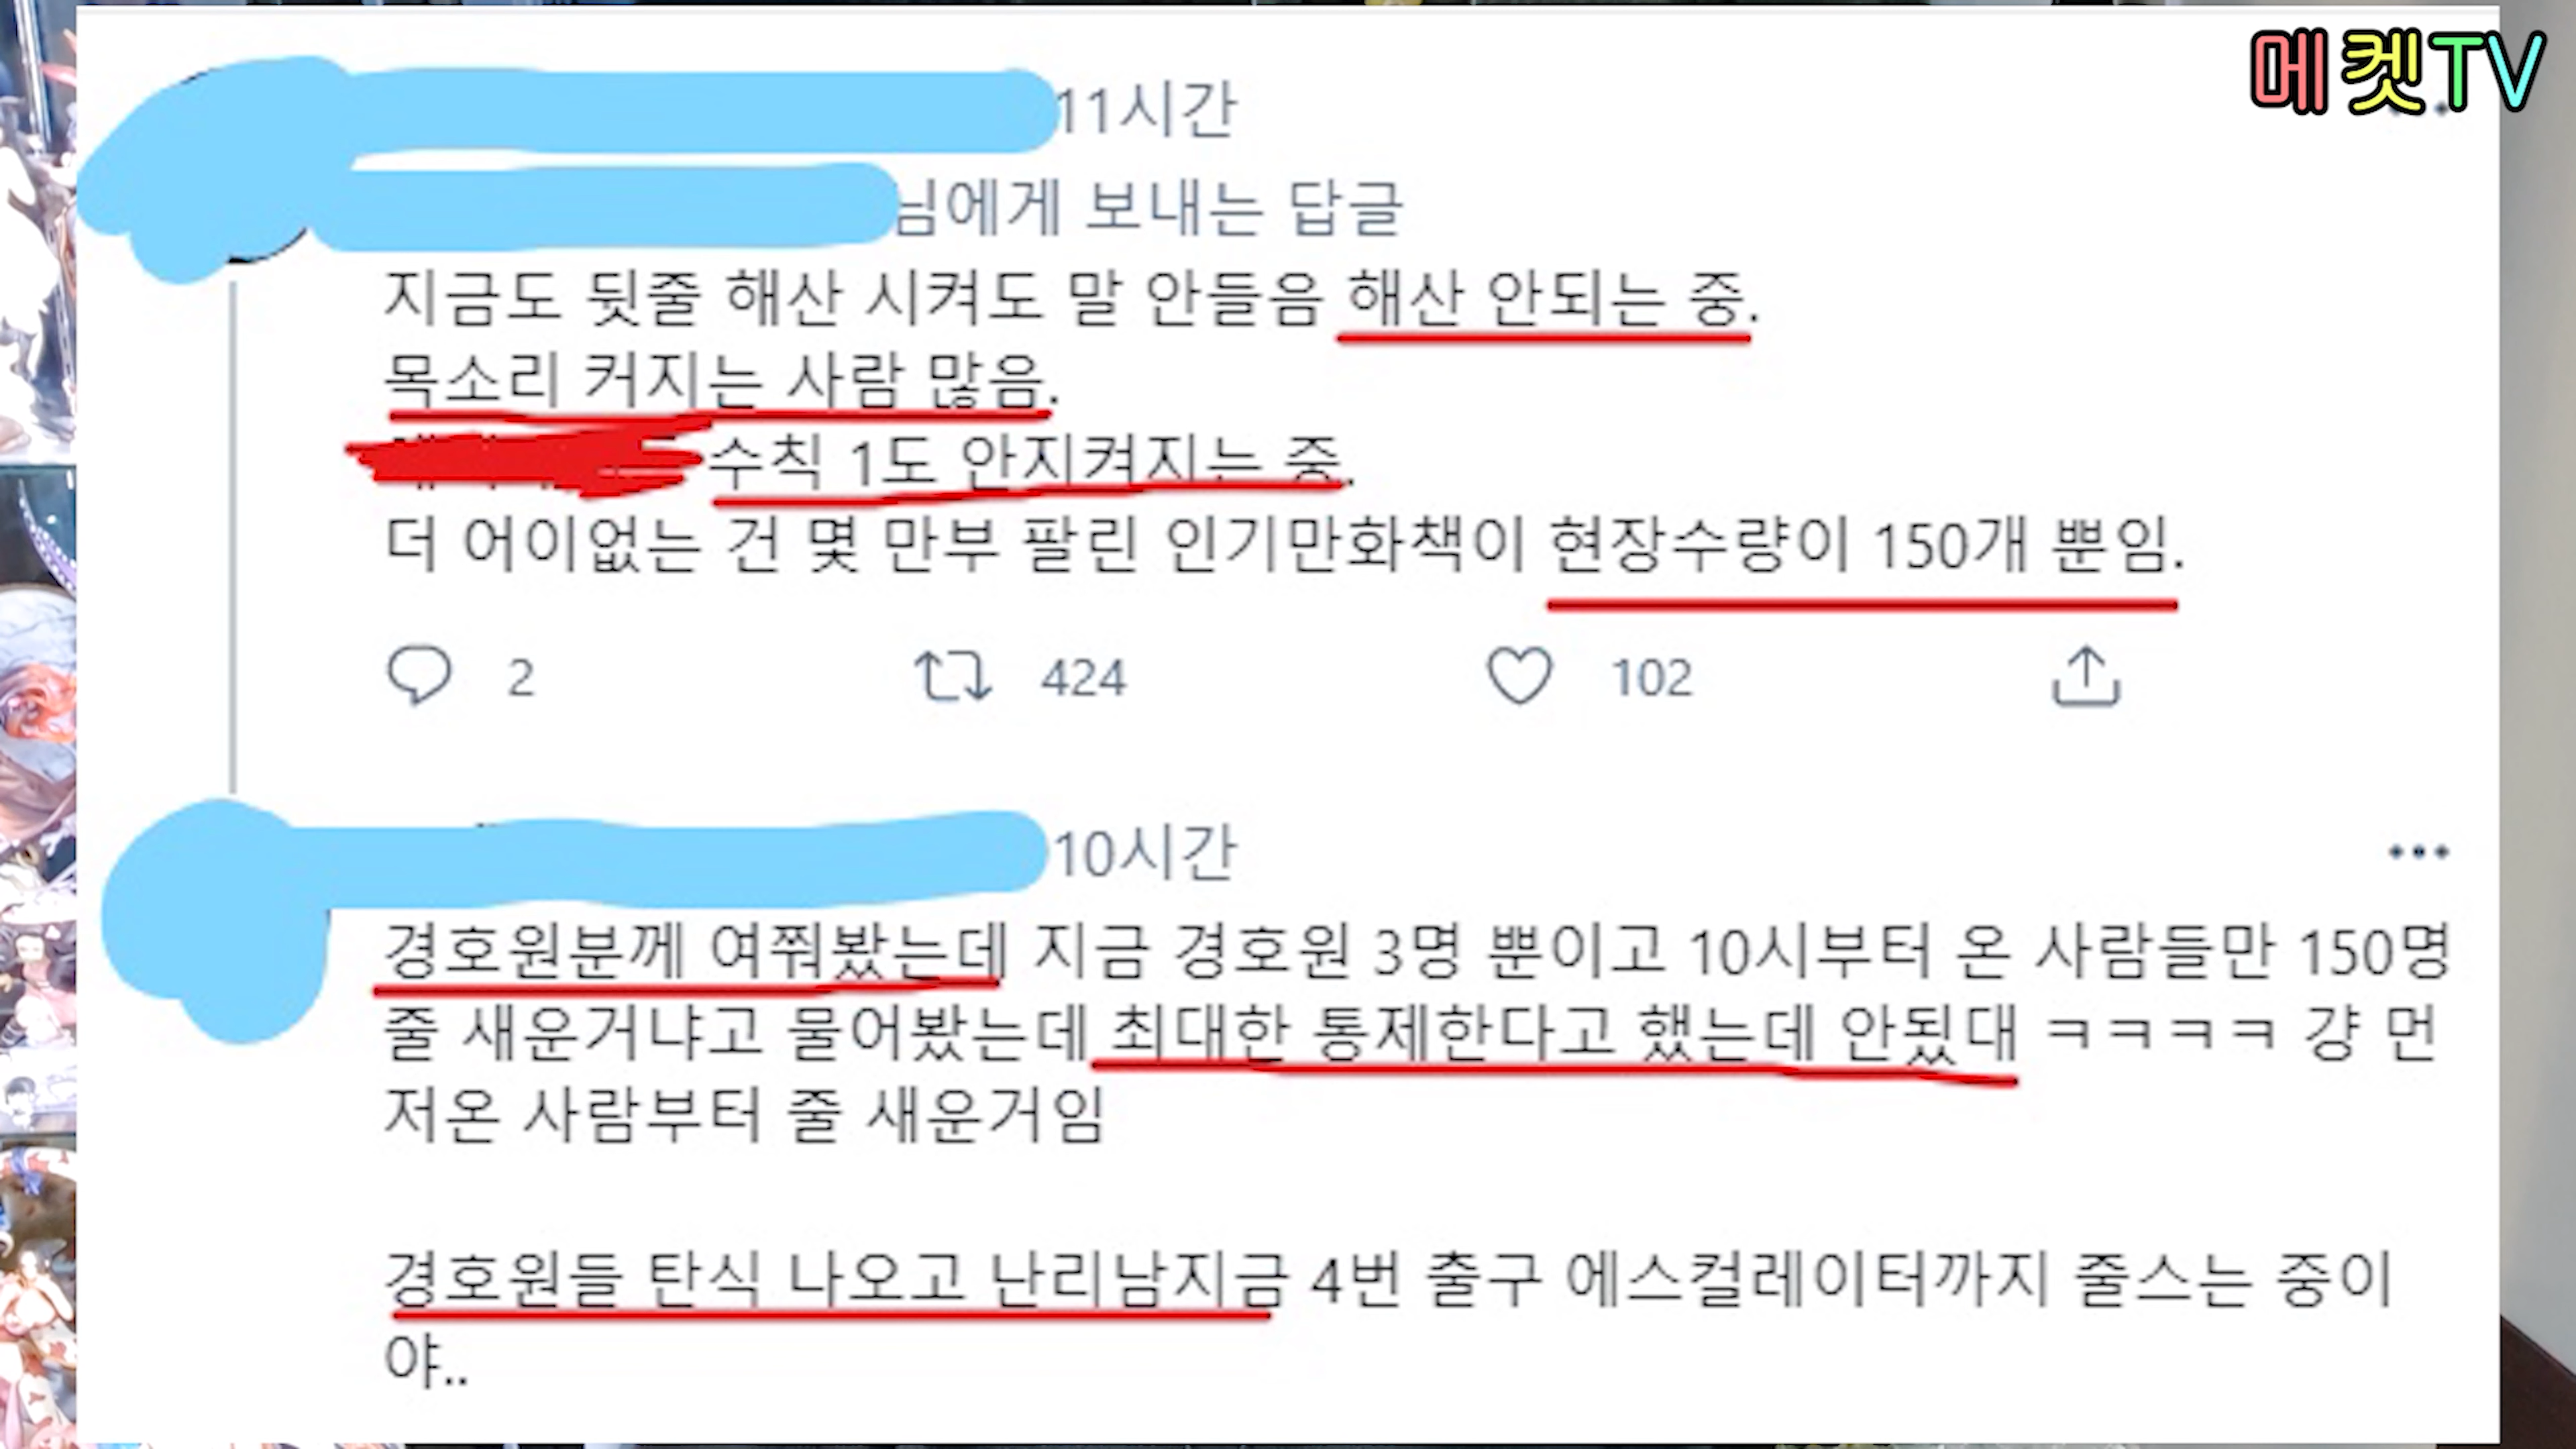 메켓TV
11시간
님에게 보내는 답글
지금도 뒷줄 해산 시켜도 말 안들음 해산 안되는 중.
목소리 커지는 사람 많음.
수칙 1도 안지켜지는 중.
더 어이없는 건 몇 만부 팔린 인기만화책이 현장수량이 150개 뿐임.
2 424 102
10시간
경호원분께 여쭤봤는데 지금 경호원 3명 뿐이고 10시부터 온 사람들만 150명
줄 새운거냐고 물어봤는데 최대한 통제한다고 했는데 안됐대 ㅋㅋㅋㅋ 걍 먼
저온 사람부터 줄 새운거임
경호원들 탄식 나오고 난리남지금 4번 출구 에스컬레이터까지 줄스는 중이
야..